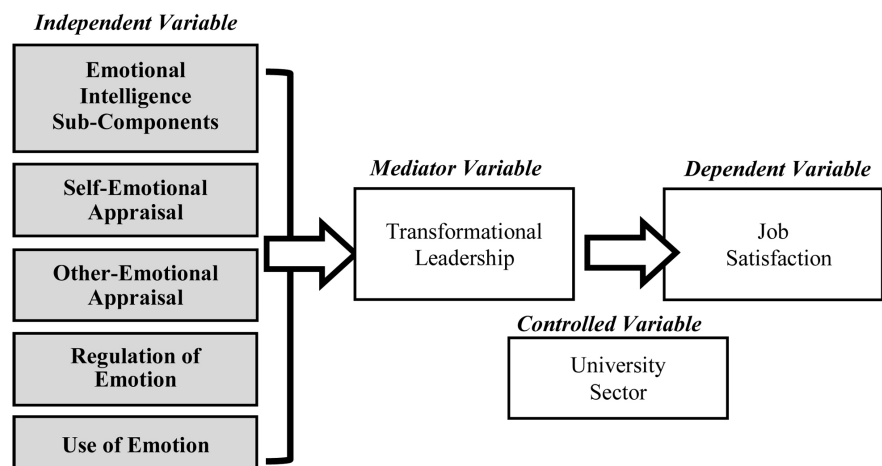 Independent Variable
Emotional
Intelligence
Sub-Components
Self-Emotional
Appraisal
Other-Emotional
Appraisal
Regulation of
Emotion
Use of Emotion
Mediator Variable
Transformational
Leadership
Dependent Variable
Job
Satisfaction
Controlled Variable
University
Sector